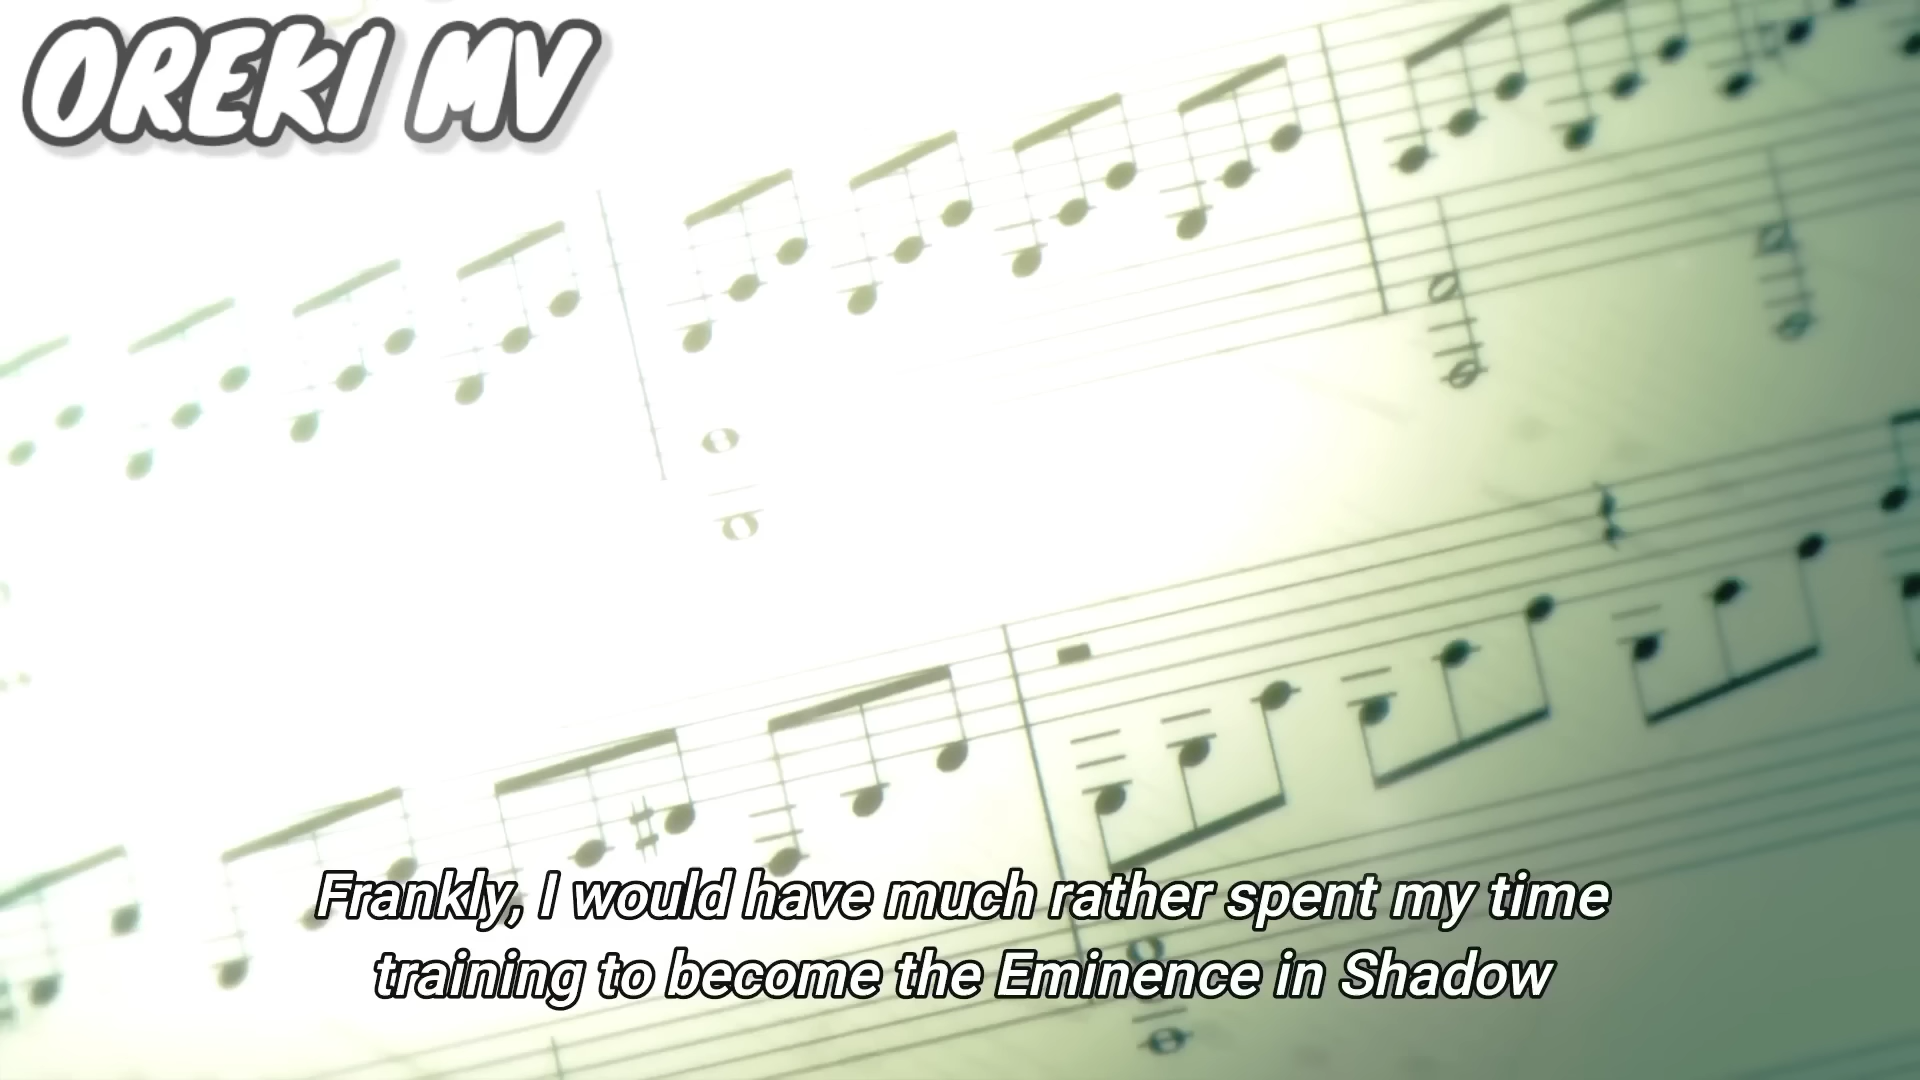 OREKI MV
Frankly, I would have much rather spent my time
training to become the Eminence in Shadow